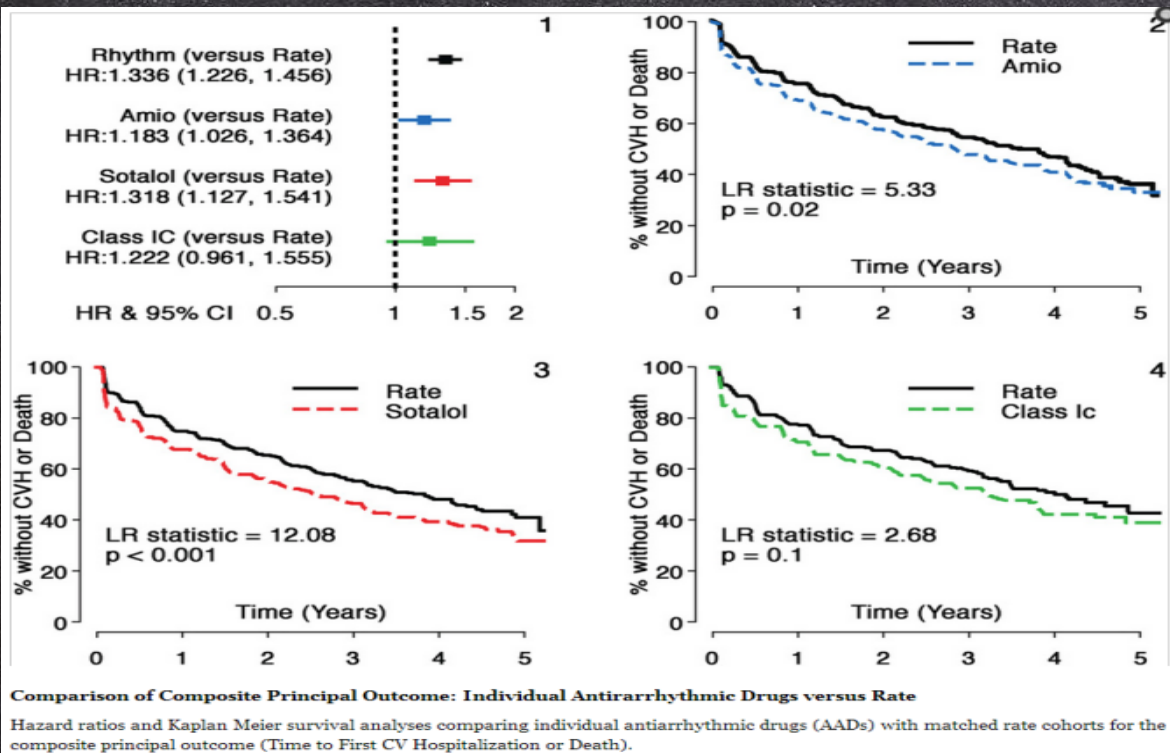 1
Rhythm (versus Rate)
HR:1.336 (1.226, 1.456)
Amio (versus Rate)
HR:1.183 (1.026, 1.364)
Sotalol (versus Rate)
HR:1.318 (1.127, 1.541)
Class IC (versus Rate)
HR:1.222 (0.961, 1.555)
HR & 95% CI 0.5 1 1.5 2
2
% without CVH or Death
100
80
60
40
20
0
Rate
Amio
LR statistic = 5.33
p = 0.02
Time (Years)
0 1 2 3 4 5
3
% without CVH or Death
100
80
60
40
20
0
Rate
Sotalol
LR statistic = 12.08
p < 0.001
Time (Years)
0 1 2 3 4 5
4
% without CVH or Death
100
80
60
40
20
0
Rate
Class Ic
LR statistic = 2.68
p = 0.1
Time (Years)
0 1 2 3 4 5
Comparison of Composite Principal Outcome: Individual Antirarrhythmic Drugs versus Rate
Hazard ratios and Kaplan Meier survival analyses comparing individual antiarrhythmic drugs (AADs) with matched rate cohorts for the
composite principal outcome (Time to First CV Hospitalization or Death).